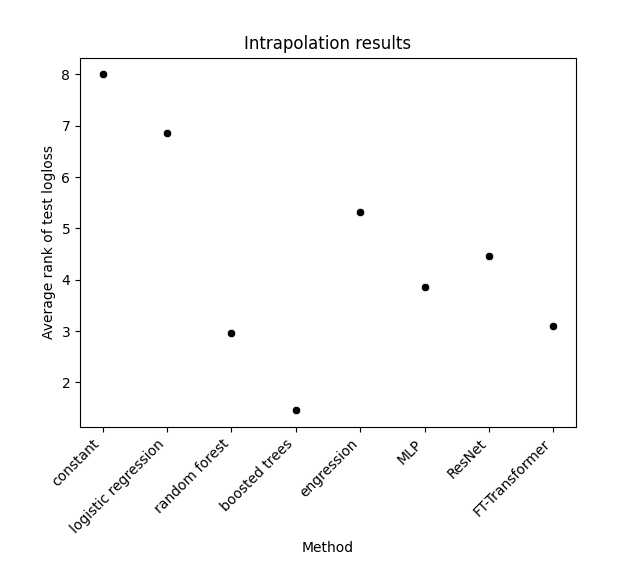 Intrapolation results
Average rank of test logloss
8
7
6
5
4
3
2
constant
logistic regression
random forest
boosted trees
engression
MLP
ResNet
FT-Transformer
Method